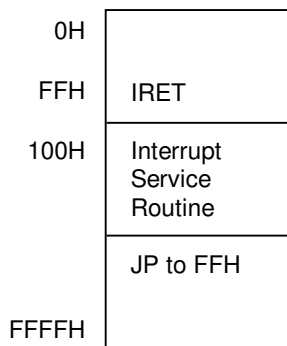 0H
FFH IRET
100H Interrupt
Service
Routine
JP to FFH
FFFFH